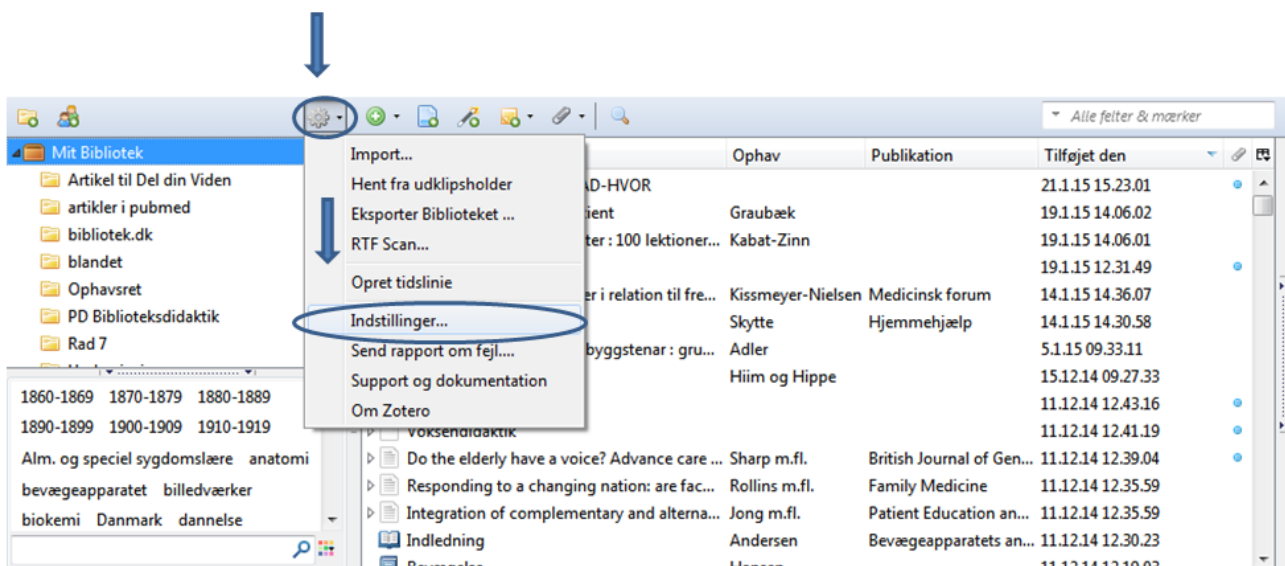 Alle felter & mærker
Mit Bibliotek
Artikel til Del din Viden
artikler i pubmed
bibliotek.dk
blandet
Ophavsret
PD Biblioteksdidaktik
Rad 7
1860-1869 1870-1879 1880-1889
1890-1899 1900-1909 1910-1919
Alm. og speciel sygdomslære anatomi
bevægeapparatet billedværker
biokemi Danmark dannelse
Import...
Hent fra udklipsholder
Eksporter Biblioteket ...
RTF Scan...
Opret tidslinie
Indstillinger...
Send rapport om fejl....
Support og dokumentation
Om Zotero
Ophav Publikation Tilføjet den
AD-HVOR 21.1.15 15.23.01
ient Graubæk 19.1.15 14.06.02
ter : 100 lektioner... Kabat-Zinn 19.1.15 14.06.01
19.1.15 12.31.49
er i relation til fre... Kissmeyer-Nielsen Medicinsk forum 14.1.15 14.36.07
Skytte Hjemmehjælp 14.1.15 14.30.58
byggstenar : gru... Adler 5.1.15 09.33.11
Hiim og Hippe 15.12.14 09.27.33
11.12.14 12.43.16
Voksendidaktik 11.12.14 12.41.19
Do the elderly have a voice? Advance care ... Sharp m.fl. British Journal of Gen... 11.12.14 12.39.04
Responding to a changing nation: are fac... Rollins m.fl. Family Medicine 11.12.14 12.35.59
Integration of complementary and alterna... Jong m.fl. Patient Education an... 11.12.14 12.35.59
Indledning Andersen Bevægeapparatets an... 11.12.14 12.30.23